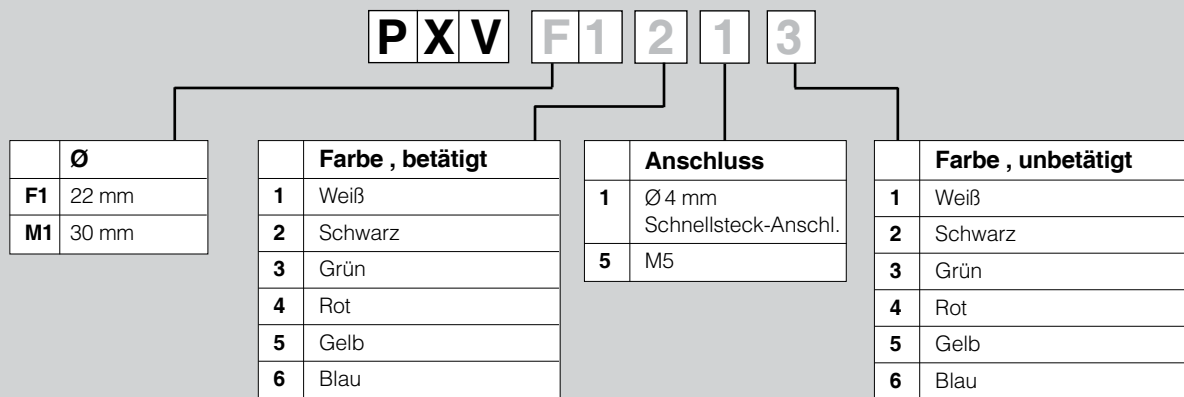 PXV F1 2 1 3
Ø
F1 22 mm
M1 30 mm
Farbe , betätigt
1 Weiß
2 Schwarz
3 Grün
4 Rot
5 Gelb
6 Blau
Anschluss
1 Ø 4 mm
Schnellsteck-Anschl.
5 M5
Farbe , unbetätigt
1 Weiß
2 Schwarz
3 Grün
4 Rot
5 Gelb
6 Blau